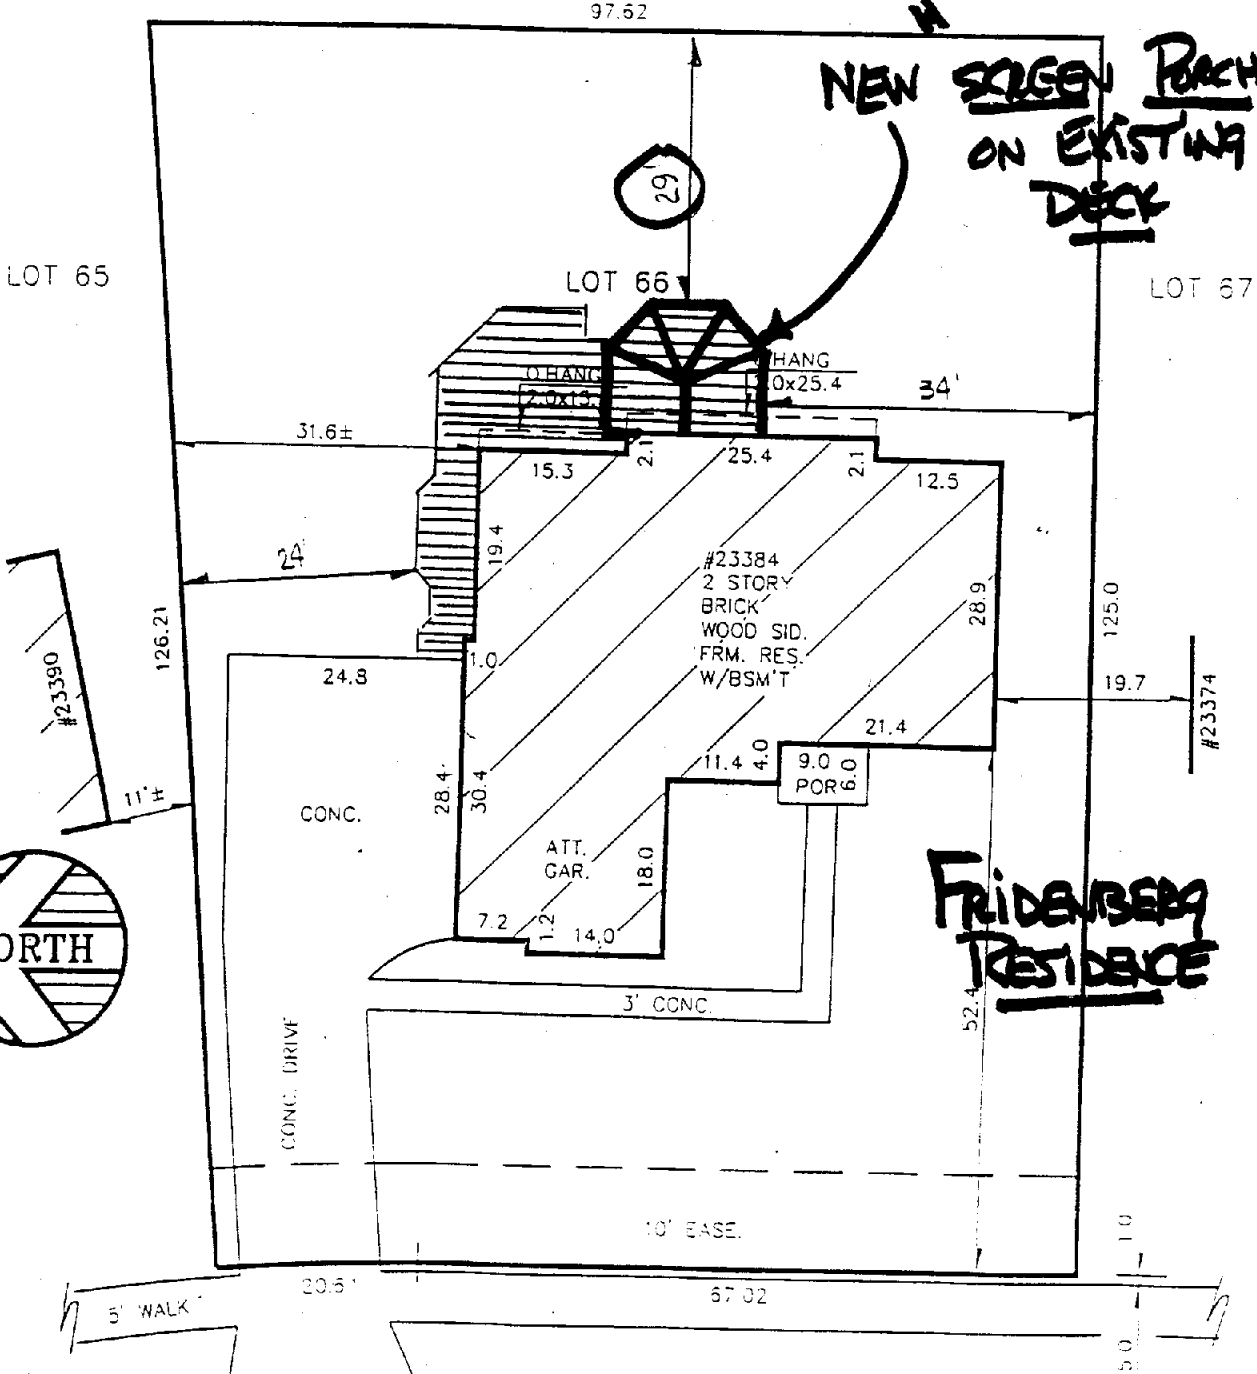 97.62
NEW SCREEN PORCH
ON EXISTING
DECK
29'
LOT 65
LOT 66
LOT 67
O.HANG
HANG
0x25.4
34'
31.6±
15.3
2.1
25.4
2.1
12.5
19.4
24'
#23384
2 STORY
BRICK
WOOD SID.
FRM. RES.
W/BSM'T
28.9
125.0
126.21
#23390
1.0
24.8
19.7
#23374
21.4
11.4
4.0
9.0
POR
6.0
28.4
30.4
11'±
CONC.
ATT.
GAR.
18.0
FRIDENBERG
RESIDENCE
7.2
1.2
14.0
ORTH
3' CONC.
52.4
CONC. DRIVE
10' EASE.
1.0
20.61
67.02
5' WALK
5.0